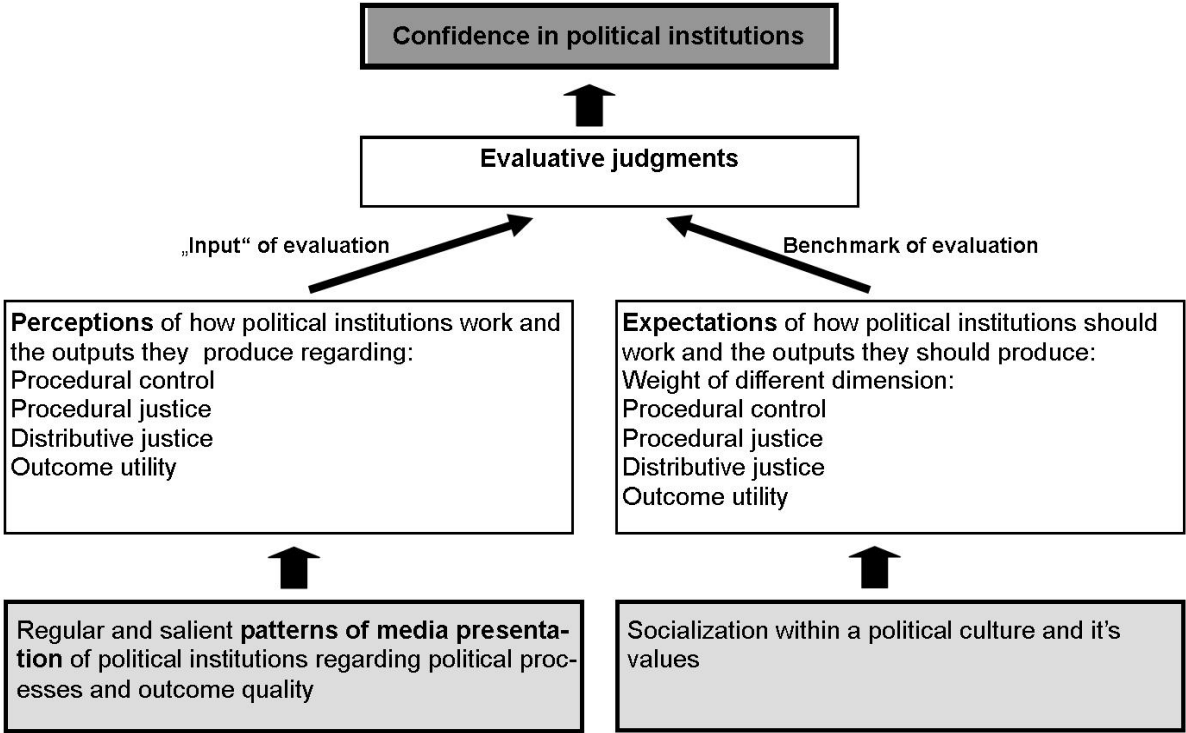 Confidence in political institutions
Evaluative judgments
„Input“ of evaluation
Benchmark of evaluation
Perceptions of how political institutions work and
the outputs they produce regarding:
Procedural control
Procedural justice
Distributive justice
Outcome utility
Expectations of how political institutions should
work and the outputs they should produce:
Weight of different dimension:
Procedural control
Procedural justice
Distributive justice
Outcome utility
Regular and salient patterns of media presenta-
tion of political institutions regarding political proc-
esses and outcome quality
Socialization within a political culture and it's
values